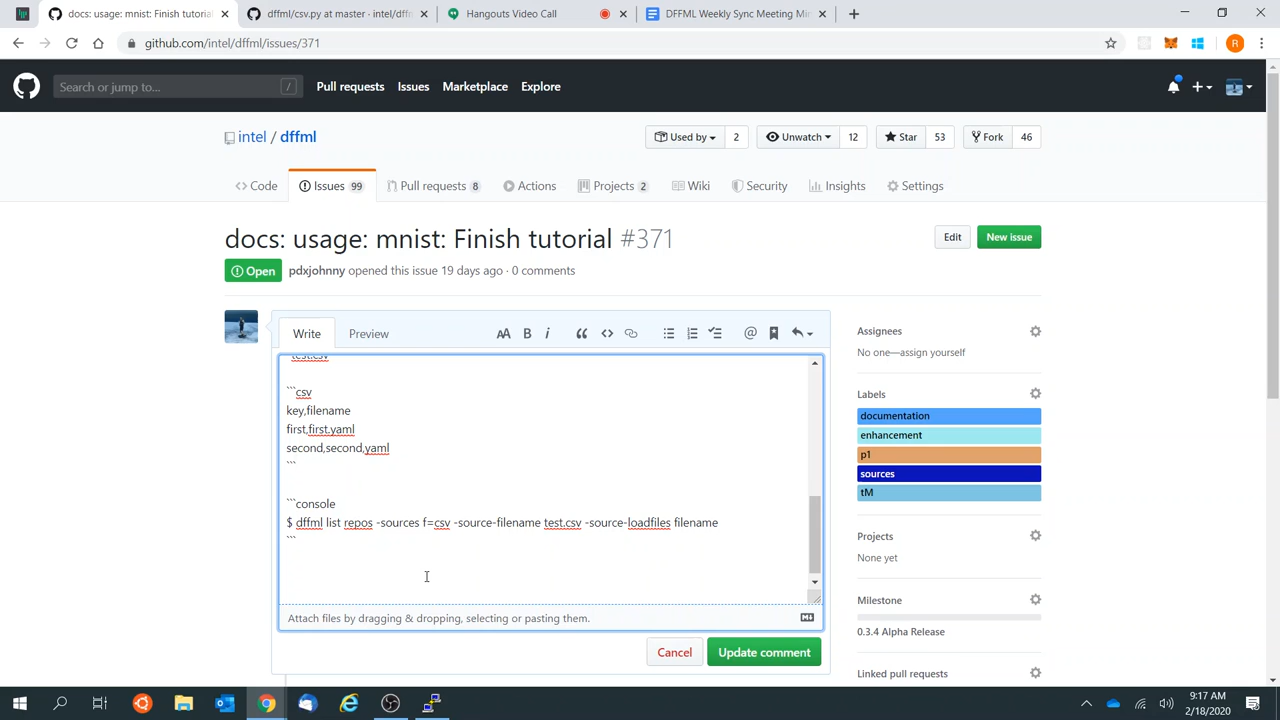 docs: usage: mnist: Finish tutorial
dffml/csv.py at master · intel/dffm
Hangouts Video Call
DFFML Weekly Sync Meeting Mi
github.com/intel/dffml/issues/371
R
Search or jump to...
/
Pull requests
Issues
Marketplace
Explore
intel / dffml
Used by
2
Unwatch
12
Star
53
Fork
46
Code
Issues 99
Pull requests 8
Actions
Projects 2
Wiki
Security
Insights
Settings
docs: usage: mnist: Finish tutorial #371
Edit
New issue
Open
pdxjohnny opened this issue 19 days ago · 0 comments
Write
Preview
AA B i
@
test.csv
```csv
key,filename
first,first.yaml
second,second,yaml
```
```console
$ dffml list repos -sources f=csv -source-filename test.csv -source-loadfiles filename
```
Attach files by dragging & dropping, selecting or pasting them.
Cancel
Update comment
Assignees
No one—assign yourself
Labels
documentation
enhancement
p1
sources
tM
Projects
None yet
Milestone
0.3.4 Alpha Release
Linked pull requests
9:17 AM
2/18/2020